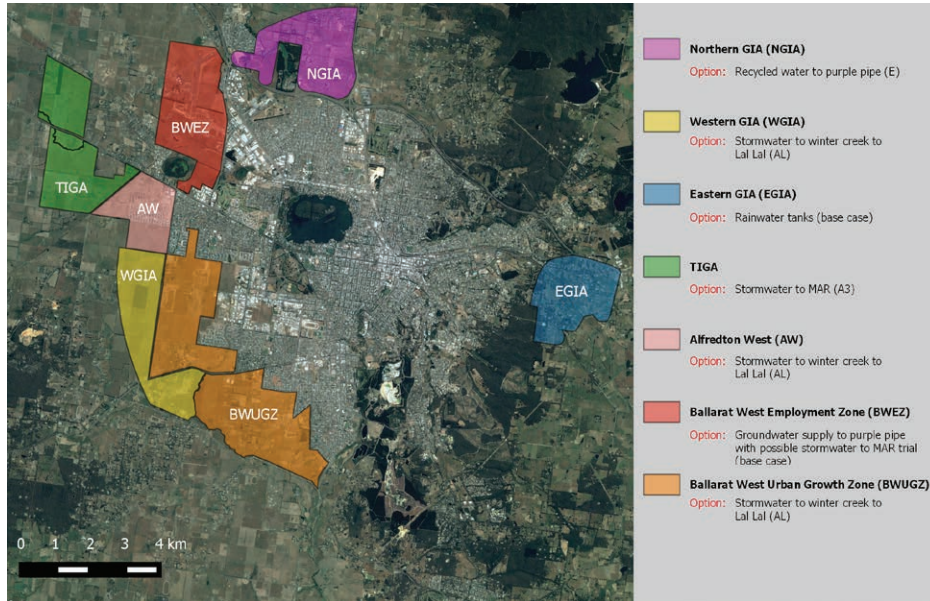 NGIA
BWEZ
TIGA
AW
WGIA
EGIA
BWUGZ
0 1 2 3 4 km
Northern GIA (NGIA)
Option: Recycled water to purple pipe (E)
Western GIA (WGIA)
Option: Stormwater to winter creek to
Lal Lal (AL)
Eastern GIA (EGIA)
Option: Rainwater tanks (base case)
TIGA
Option: Stormwater to MAR (A3)
Alfredton West (AW)
Option: Stormwater to winter creek to
Lal Lal (AL)
Ballarat West Employment Zone (BWEZ)
Option: Groundwater supply to purple pipe
with possible stormwater to MAR trial
(base case)
Ballarat West Urban Growth Zone (BWUGZ)
Option: Stormwater to winter creek to
Lal Lal (AL)